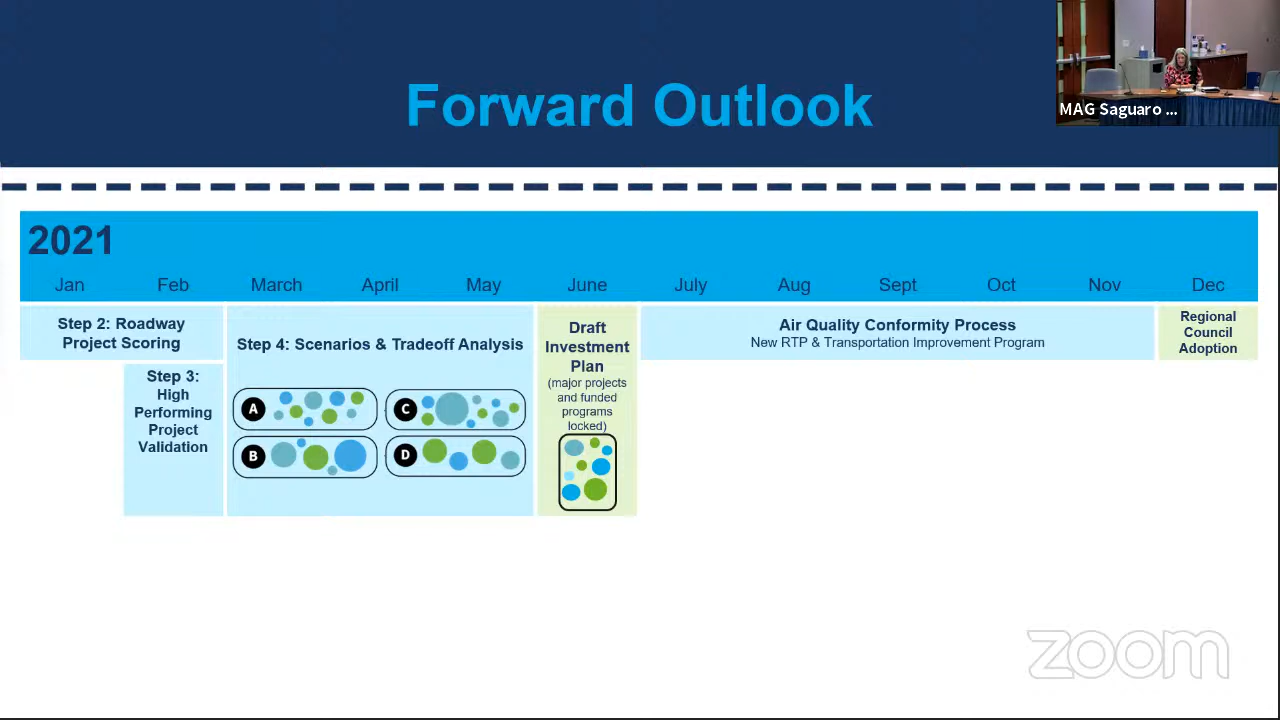 Forward Outlook
MAG Saguaro ...
2021
Jan Feb March April May June July Aug Sept Oct Nov Dec
Step 2: Roadway
Project Scoring
Step 3:
High
Performing
Project
Validation
Step 4: Scenarios & Tradeoff Analysis
A
C
B
D
Draft
Investment
Plan
(major projects
and funded
programs
locked)
Air Quality Conformity Process
New RTP & Transportation Improvement Program
Regional
Council
Adoption
zoom